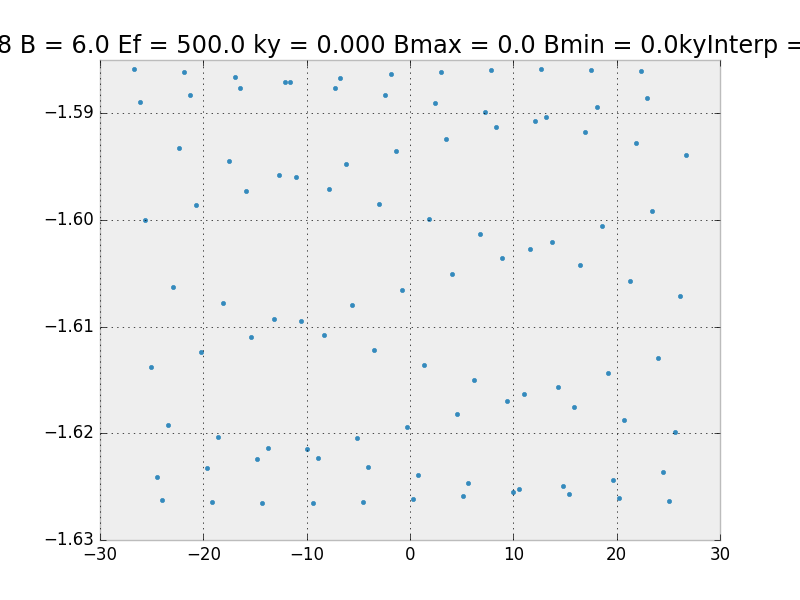 8 B = 6.0 Ef = 500.0 ky = 0.000 Bmax = 0.0 Bmin = 0.0kyInterp =
−1.59
−1.60
−1.61
−1.62
−1.63
−30 −20 −10 0 10 20 30